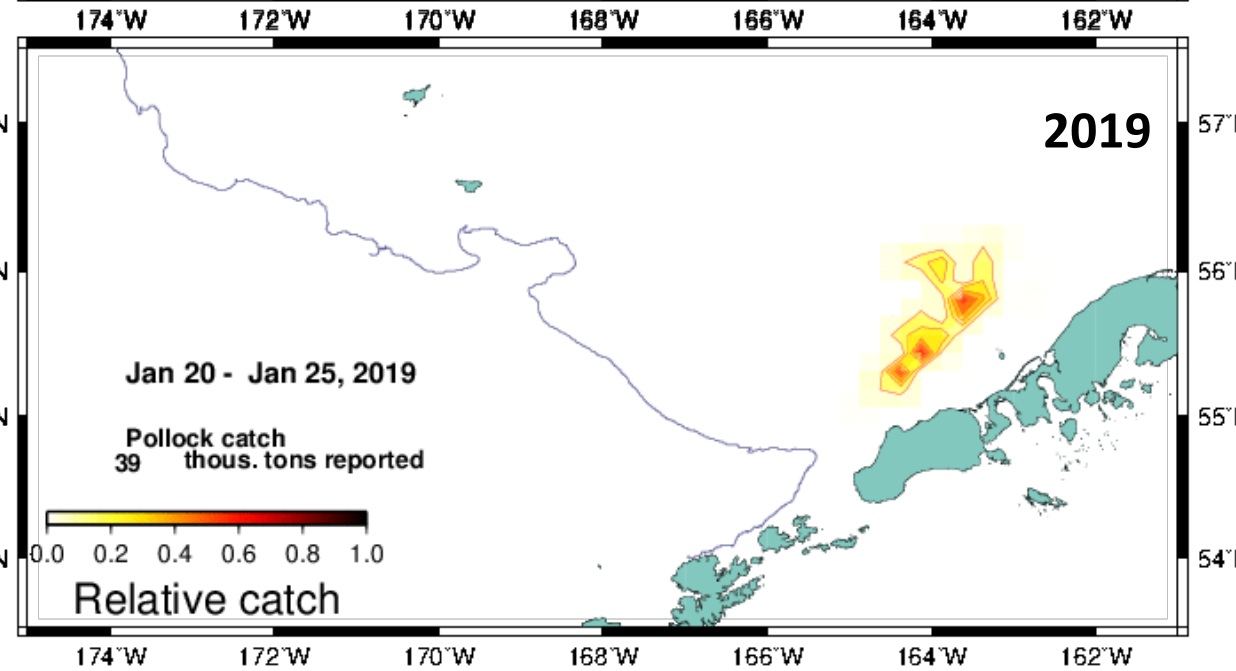 174°W 172°W 170°W 168°W 166°W 164°W 162°W
2019
57°
56°
55°
54°
Jan 20 - Jan 25, 2019
Pollock catch
39 thous. tons reported
0.0 0.2 0.4 0.6 0.8 1.0
Relative catch
174°W 172°W 170°W 168°W 166°W 164°W 162°W